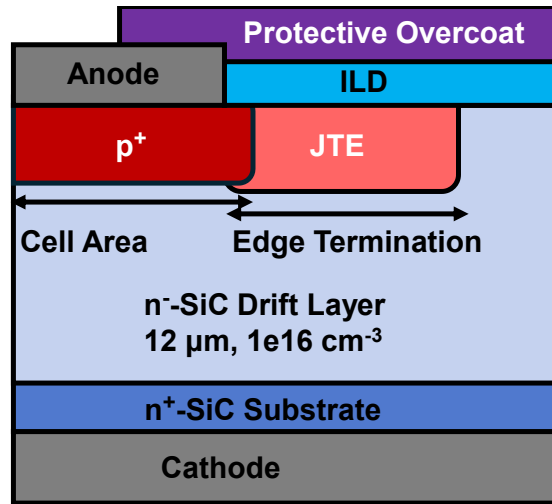 Protective Overcoat
Anode
ILD
p⁺
JTE
Cell Area
Edge Termination
n⁻-SiC Drift Layer
12 µm, 1e16 cm⁻³
n⁺-SiC Substrate
Cathode